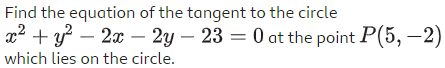 Find the equation of the tangent to the circle
x² + y² − 2x − 2y − 23 = 0 at the point P(5, −2)
which lies on the circle.